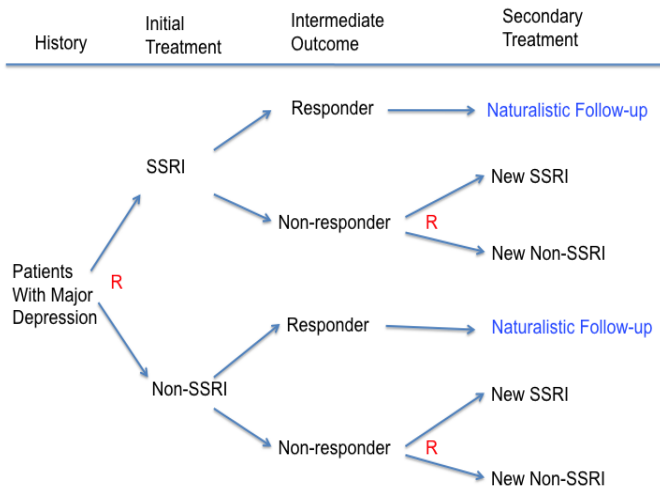 History
Initial
Treatment
Intermediate
Outcome
Secondary
Treatment
Responder
Naturalistic Follow-up
SSRI
New SSRI
Non-responder
R
New Non-SSRI
Patients
With Major
Depression
R
Responder
Naturalistic Follow-up
Non-SSRI
New SSRI
Non-responder
R
New Non-SSRI